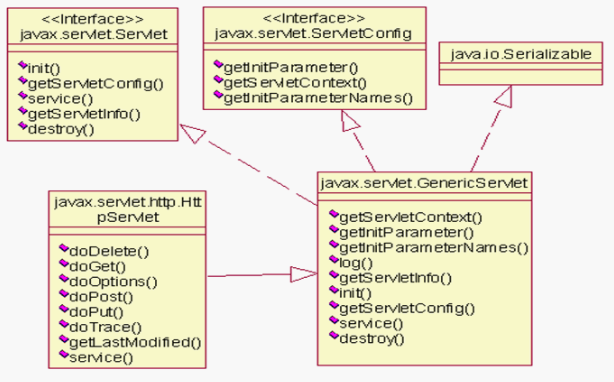 <<Interface>>
javax.servlet.Servlet
init()
getServletConfig()
service()
getServletInfo()
destroy()
<<Interface>>
javax.servlet.ServletConfig
getInitParameter()
getServletContext()
getInitParameterNames()
java.io.Serializable
javax.servlet.http.Htt
pServlet
doDelete()
doGet()
doOptions()
doPost()
doPut()
doTrace()
getLastModified()
service()
javax.servlet.GenericServlet
getServletContext()
getInitParameter()
getInitParameterNames()
log()
getServletInfo()
init()
getServletConfig()
service()
destroy()